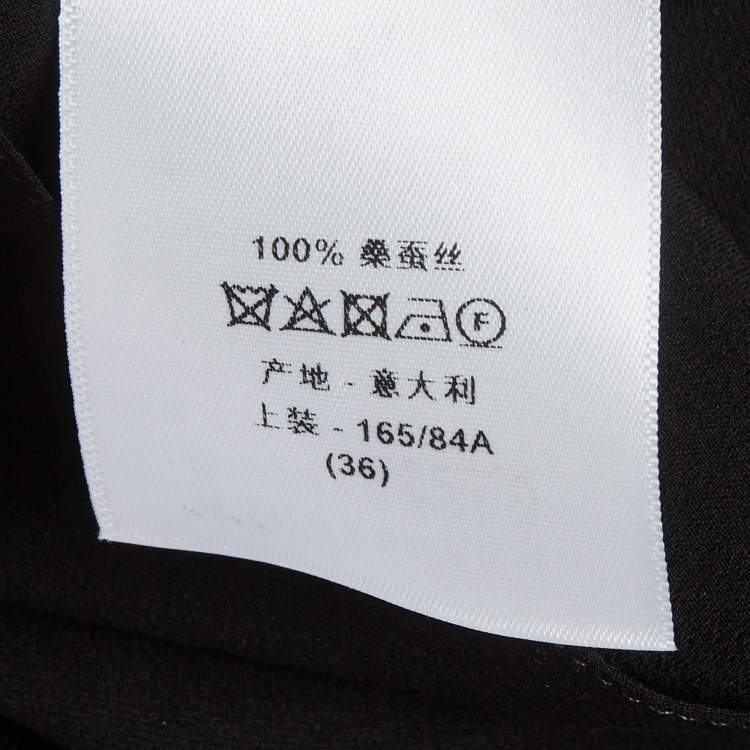 100% 桑蚕丝
F
产地 - 意大利
上装 - 165/84A
(36)